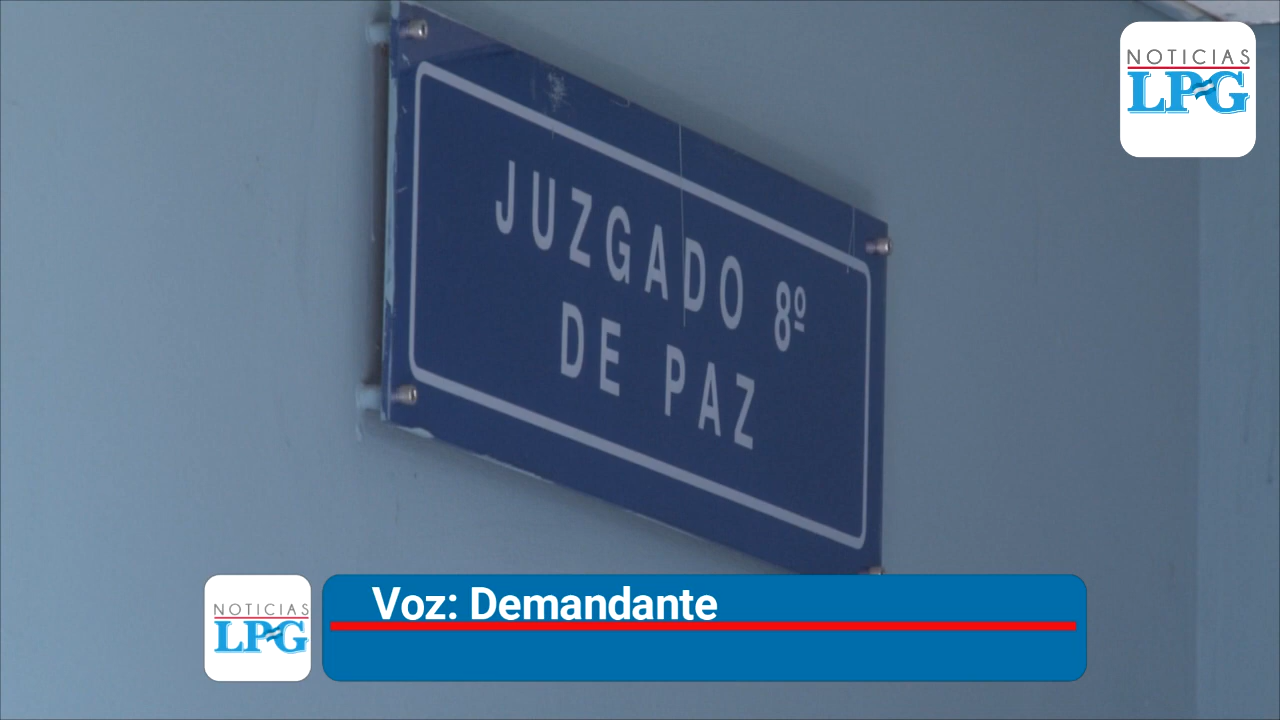 NOTICIAS
LPG
JUZGADO 8º
DE PAZ
NOTICIAS
LPG
Voz: Demandante